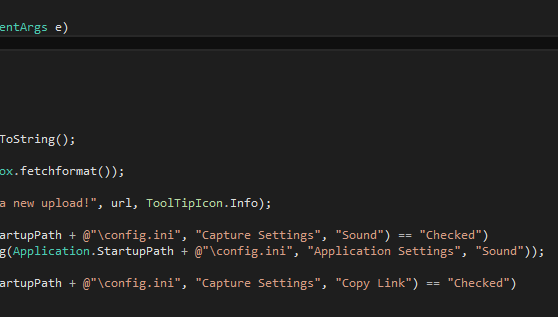 entArgs e)
ToString();
ox.fetchformat());
a new upload!", url, ToolTipIcon.Info);
artupPath + @"\config.ini", "Capture Settings", "Sound") == "Checked")
g(Application.StartupPath + @"\config.ini", "Application Settings", "Sound"));
artupPath + @"\config.ini", "Capture Settings", "Copy Link") == "Checked")